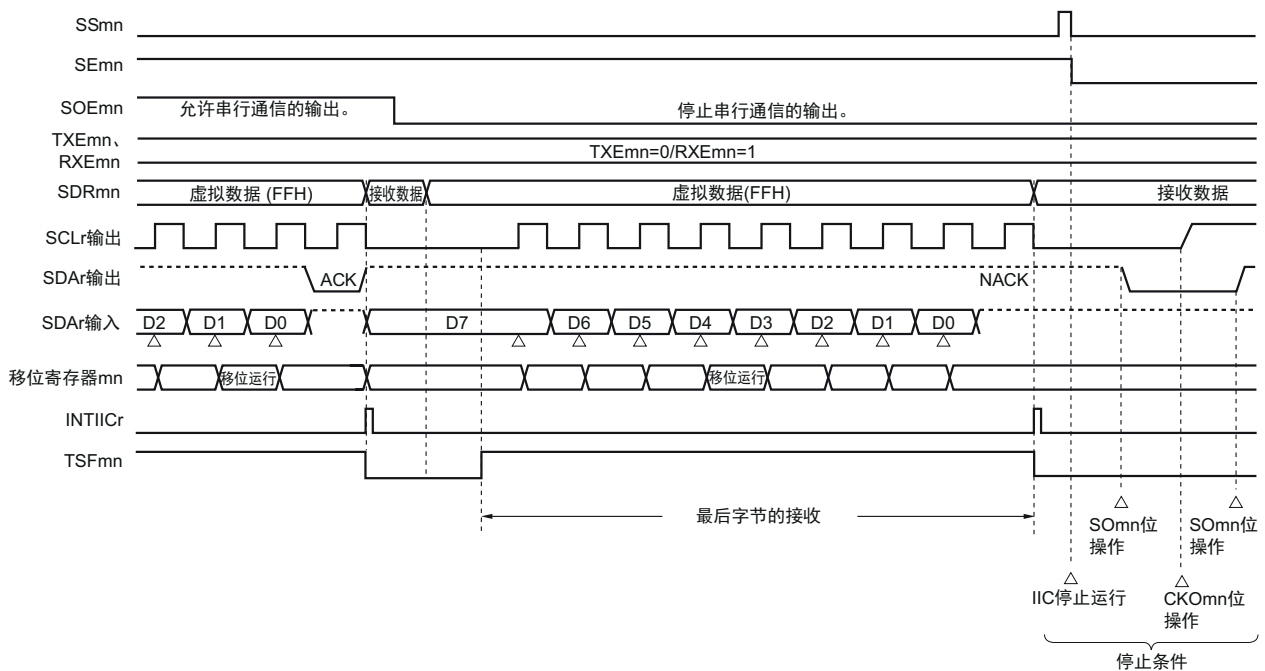 SSmn
SEmn
SOEmn 允许串行通信的输出。 停止串行通信的输出。
TXEmn、
RXEmn TXEmn=0/RXEmn=1
SDRmn 虚拟数据 (FFH) 接收数据 虚拟数据(FFH) 接收数据
SCLr输出
SDAr输出 ACK NACK
SDAr输入 D2 D1 D0 D7 D6 D5 D4 D3 D2 D1 D0
移位寄存器mn 移位运行 移位运行
INTIICr
TSFmn
最后字节的接收
SOmn位 SOmn位
操作 操作
IIC停止运行 CKOmn位
操作
停止条件